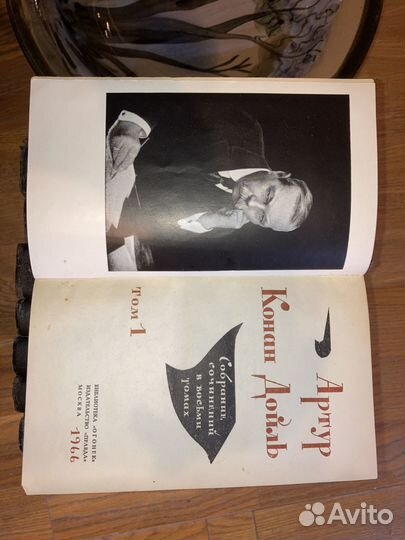 Артур
Конан Дойль
Собрание
сочинений
в восьми
томах
Том 1
БИБЛИОТЕКА «ОГОНЕК»
ИЗДАТЕЛЬСТВО «ПРАВДА»
МОСКВА 1966
Avito